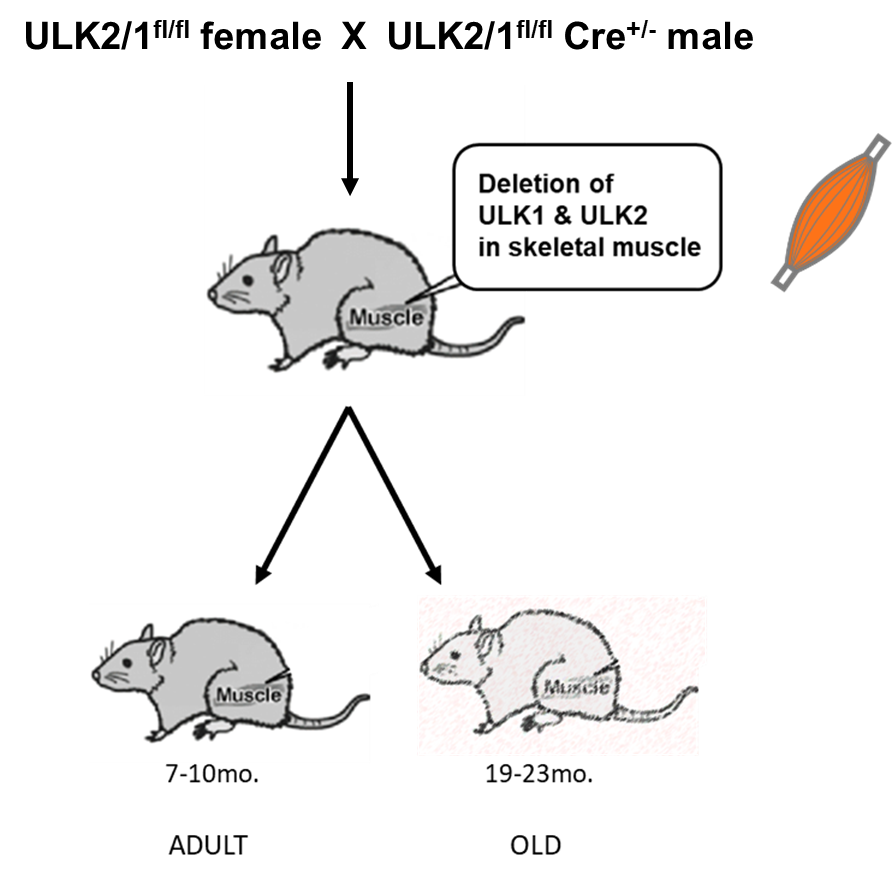 ULK2/1fl/fl female X ULK2/1fl/fl Cre+/- male
Deletion of
ULK1 & ULK2
in skeletal muscle
Muscle
Muscle
Muscle
7-10mo.
19-23mo.
ADULT
OLD